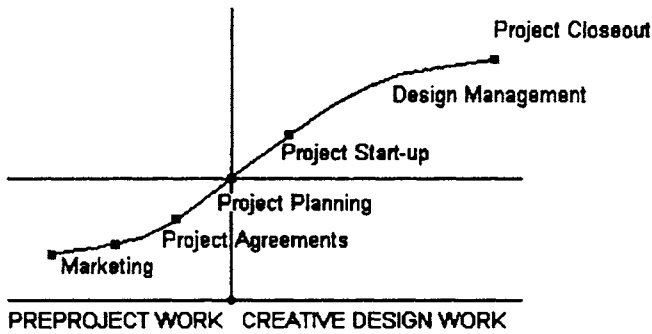 Project Closeout
Design Management
Project Start-up
Project Planning
Project Agreements
Marketing
PREPROJECT WORK CREATIVE DESIGN WORK